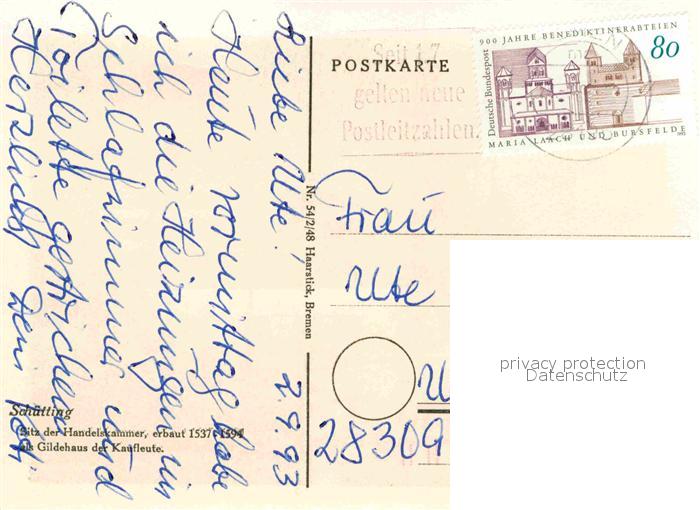 Liebe Ute! 2.9.93
Heute vormittag habe
ich die Heizungen im
Schlafzimmer und
Toilette gestrichen
Herzlichst Dein
Schütting
Sitz der Handelskammer, erbaut 1537-1594
als Gildehaus der Kaufleute.
Nr. 54/2/48 Haarstick, Bremen
POSTKARTE
Seit 1.7.
gelten neue
Postleitzahlen
900 JAHRE BENEDIKTINERABTEIEN
80
Deutsche Bundespost
MARIA LAACH UND BURSFELDE
1993
Frau
Ute
28309
privacy protection
Datenschutz